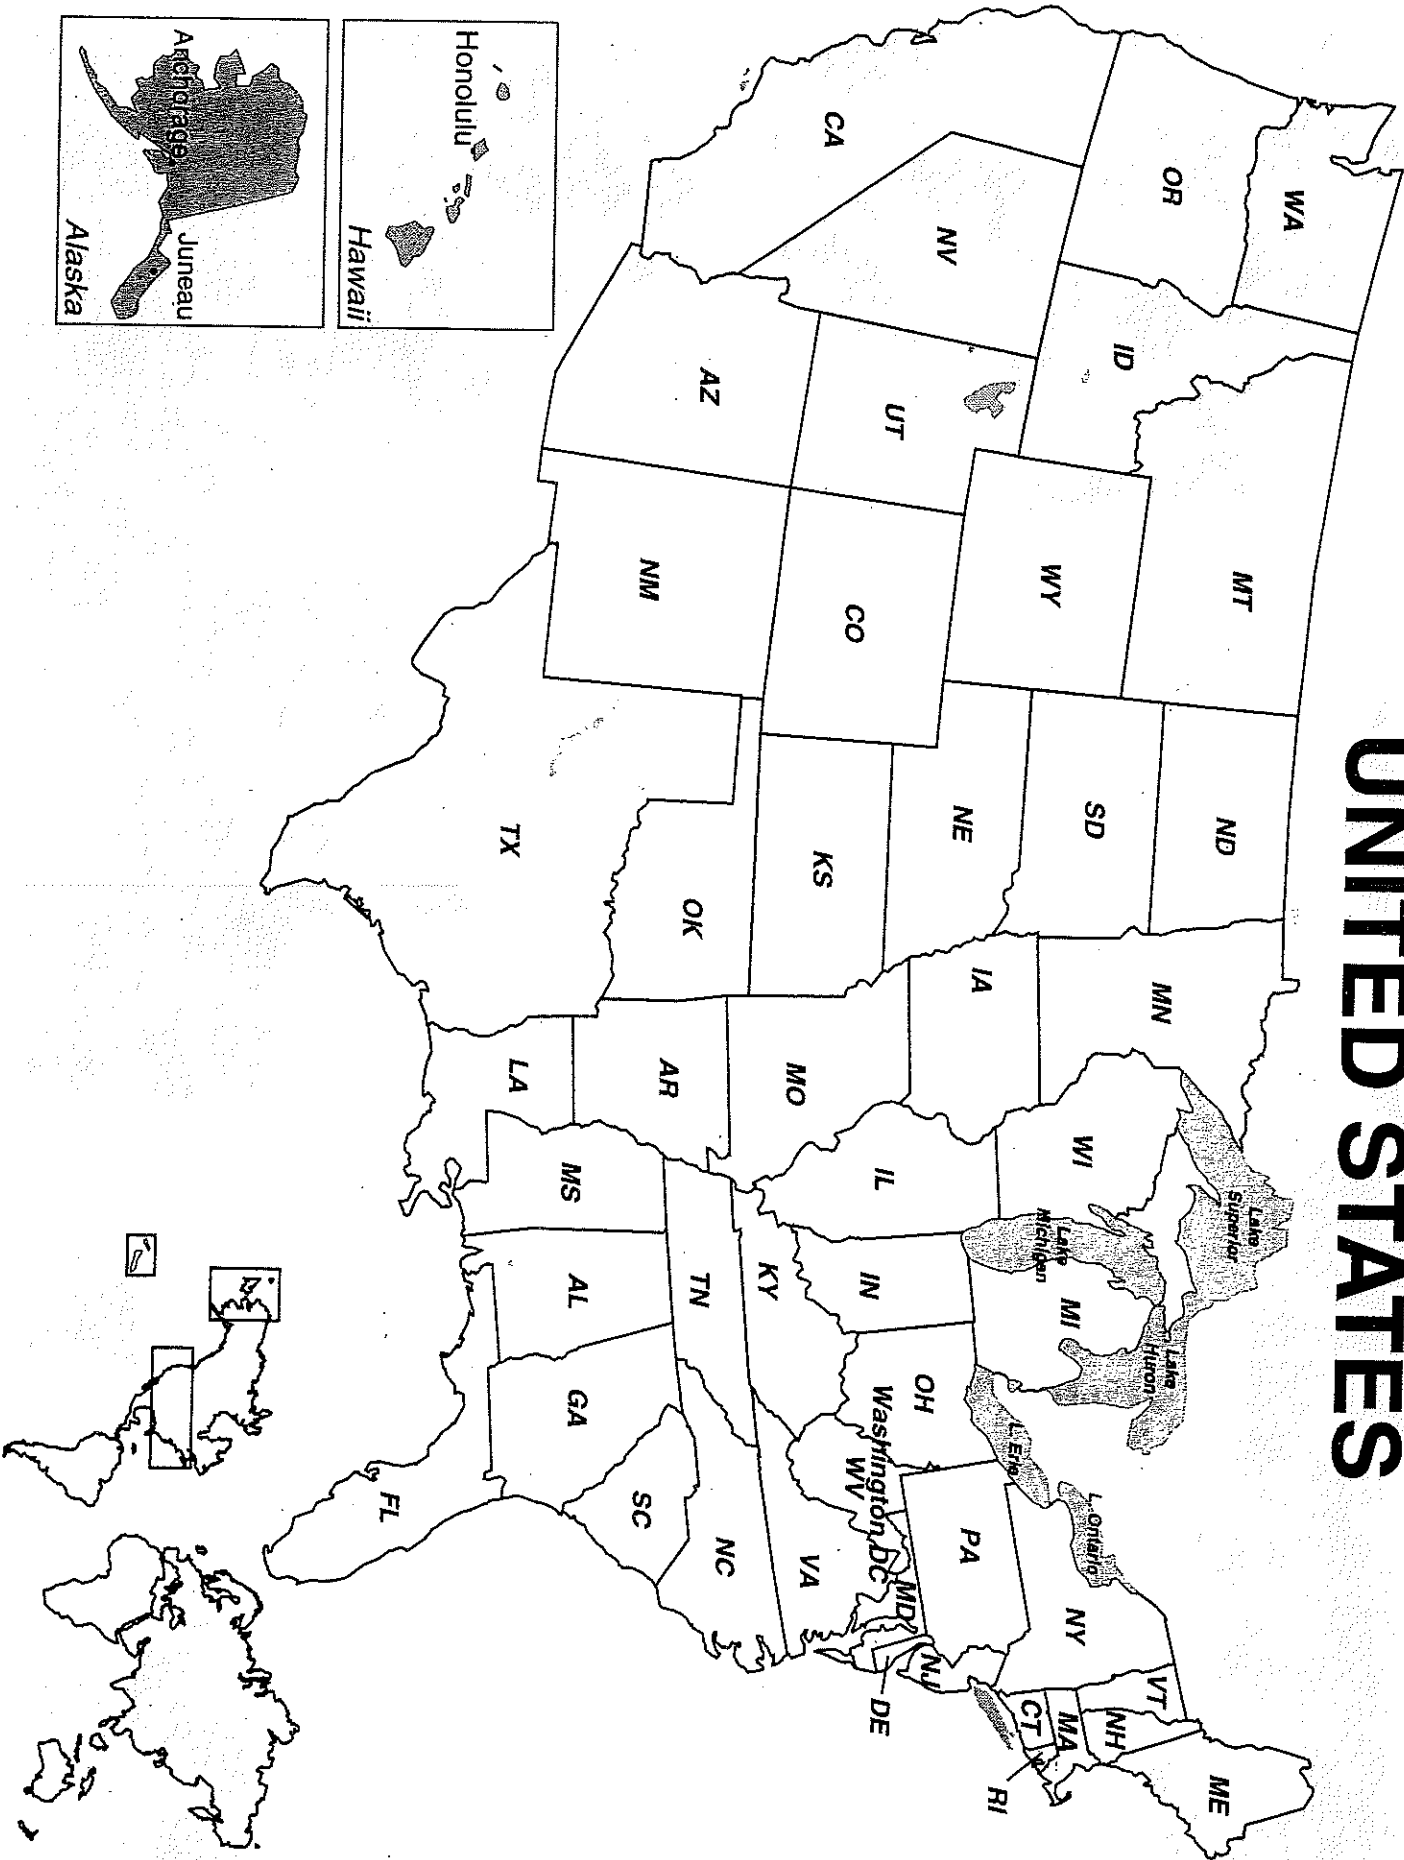 UNITED STATES
WA
OR
CA
NV
ID
MT
WY
UT
AZ
CO
NM
ND
SD
NE
KS
OK
TX
MN
IA
MO
AR
LA
WI
IL
MS
MI
IN
KY
TN
AL
OH
WV
GA
FL
SC
NC
VA
Washington DC
MD
DE
PA
NJ
NY
CT
RI
MA
VT
NH
ME
Lake
Superior
Lake
Michigan
Lake
Huron
L. Erie
L. Ontario
Honolulu
Hawaii
Anchorage
Juneau
Alaska